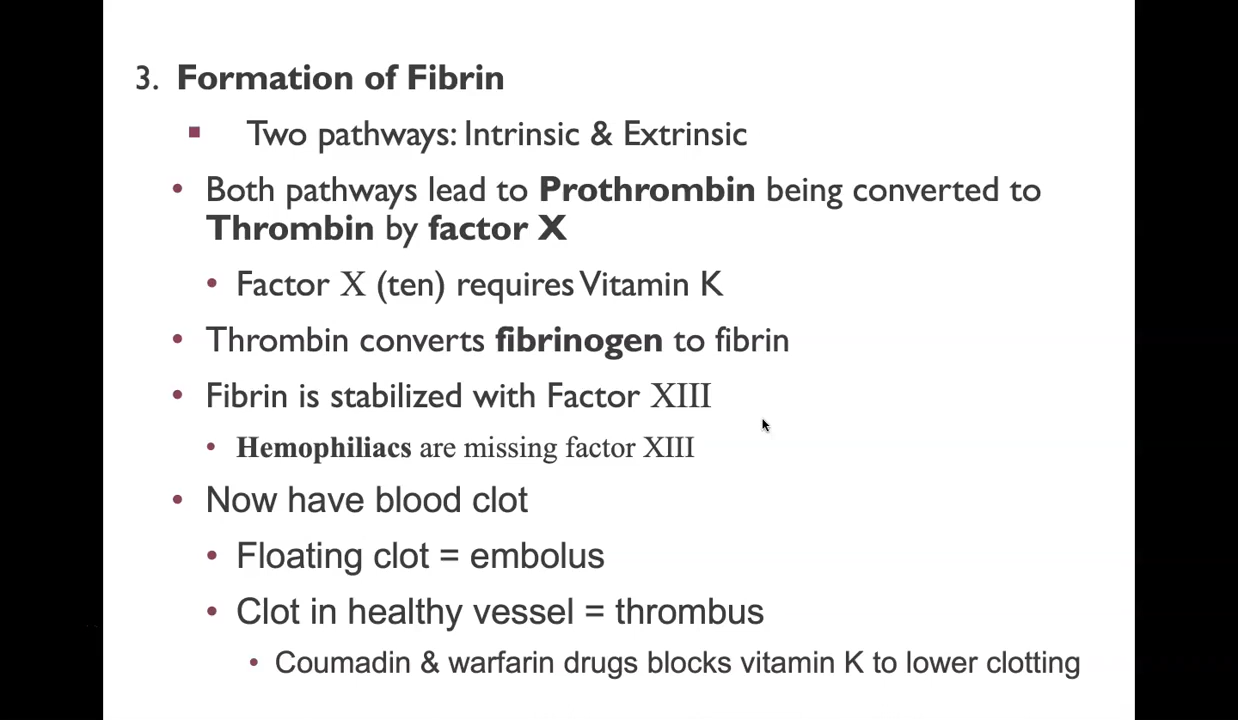 3. Formation of Fibrin
▪ Two pathways: Intrinsic & Extrinsic
• Both pathways lead to Prothrombin being converted to
Thrombin by factor X
• Factor X (ten) requires Vitamin K
• Thrombin converts fibrinogen to fibrin
• Fibrin is stabilized with Factor XIII
• Hemophiliacs are missing factor XIII
• Now have blood clot
• Floating clot = embolus
• Clot in healthy vessel = thrombus
• Coumadin & warfarin drugs blocks vitamin K to lower clotting